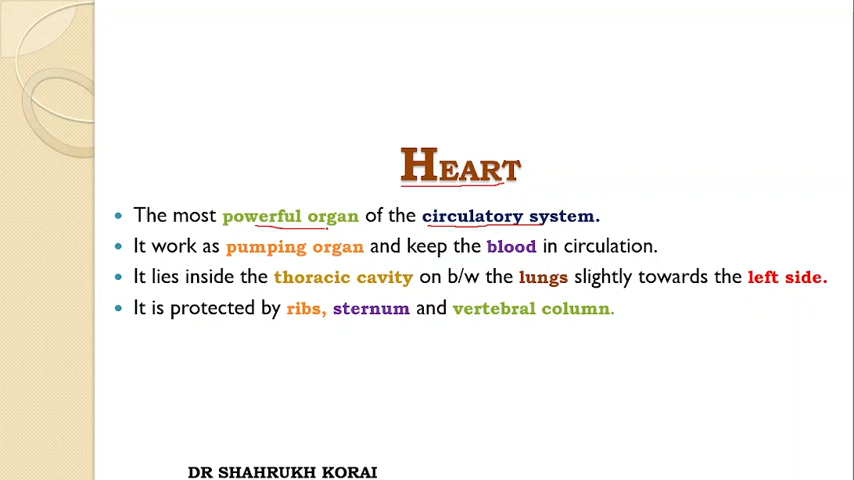 HEART
• The most powerful organ of the circulatory system.
• It work as pumping organ and keep the blood in circulation.
• It lies inside the thoracic cavity on b/w the lungs slightly towards the left side.
• It is protected by ribs, sternum and vertebral column.
DR SHAHRUKH KORAI